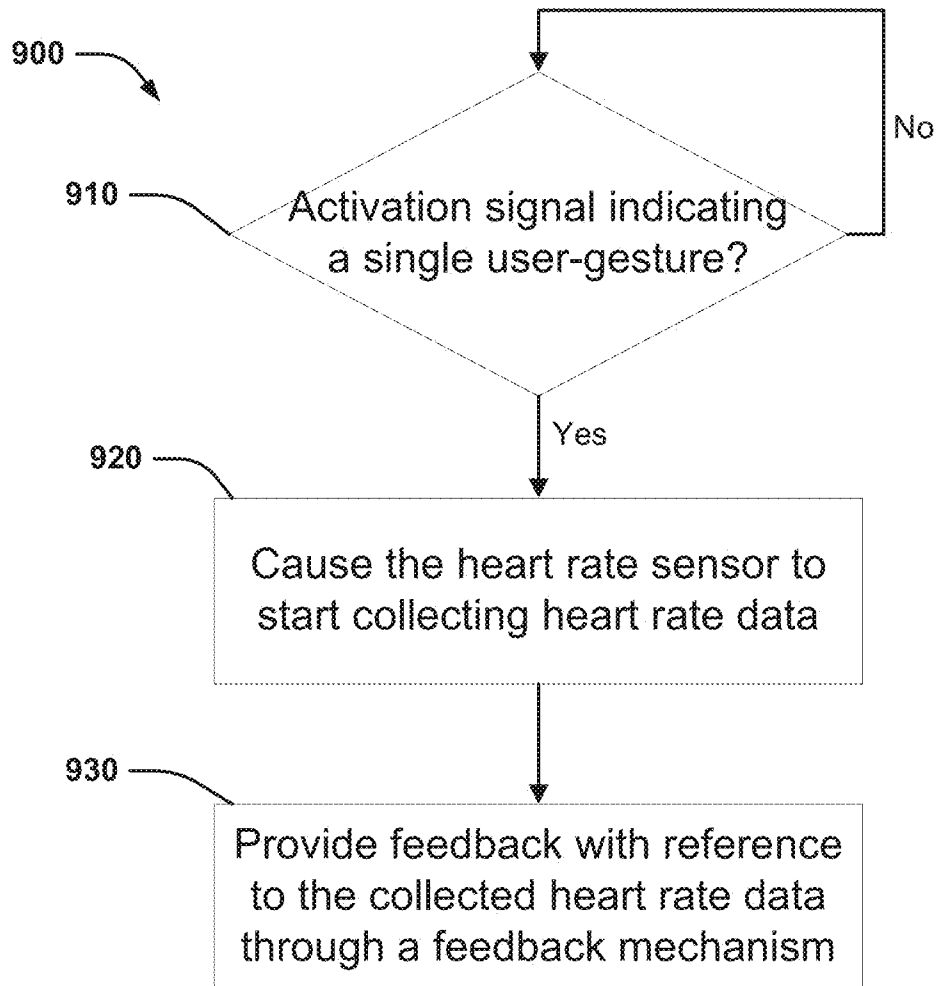 900
No
910
Activation signal indicating
a single user-gesture?
Yes
920
Cause the heart rate sensor to
start collecting heart rate data
930
Provide feedback with reference
to the collected heart rate data
through a feedback mechanism